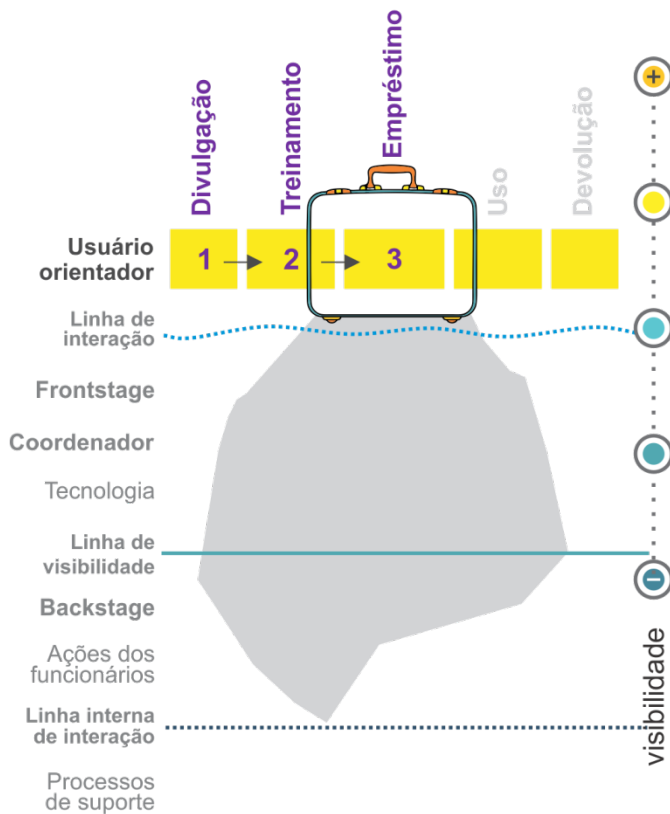 Divulgação
Treinamento
Empréstimo
Uso
Devolução
+
Usuário
orientador
1
2
3
Linha de
interação
Frontstage
Coordenador
Tecnologia
Linha de
visibilidade
Backstage
Ações dos
funcionários
Linha interna
de interação
Processos
de suporte
–
visibilidade